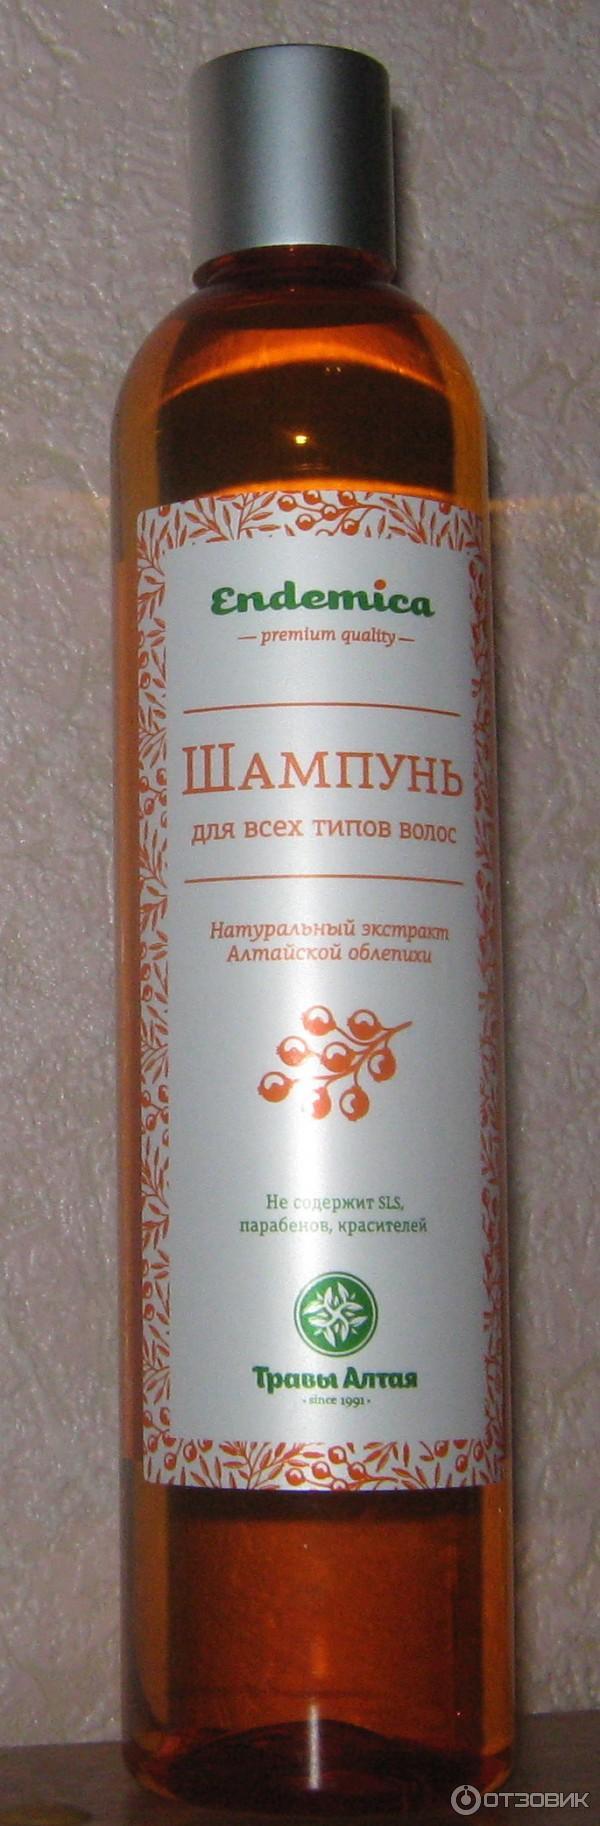 Endemica
— premium quality —
Шампунь
для всех типов волос
Натуральный экстракт
Алтайской облепихи
Не содержит SLS,
парабенов, красителей
Травы Алтая
• since 1991 •
ОТЗОВИК